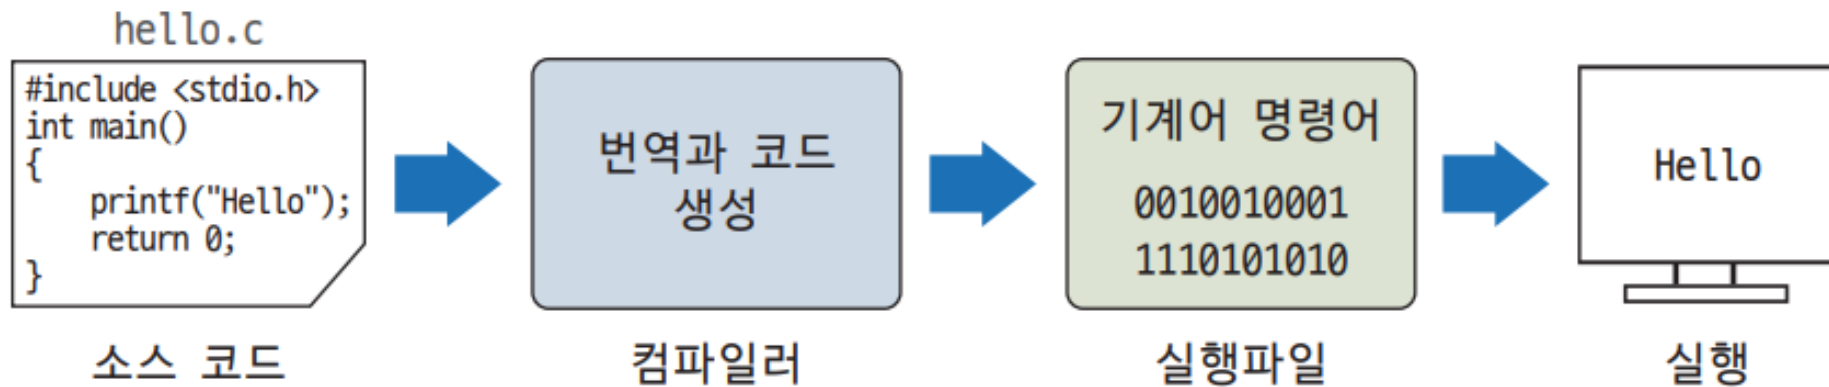 hello.c
#include <stdio.h>
int main()
{
    printf("Hello");
    return 0;
}
소스 코드
번역과 코드
생성
컴파일러
기계어 명령어
0010010001
1110101010
실행파일
Hello
실행